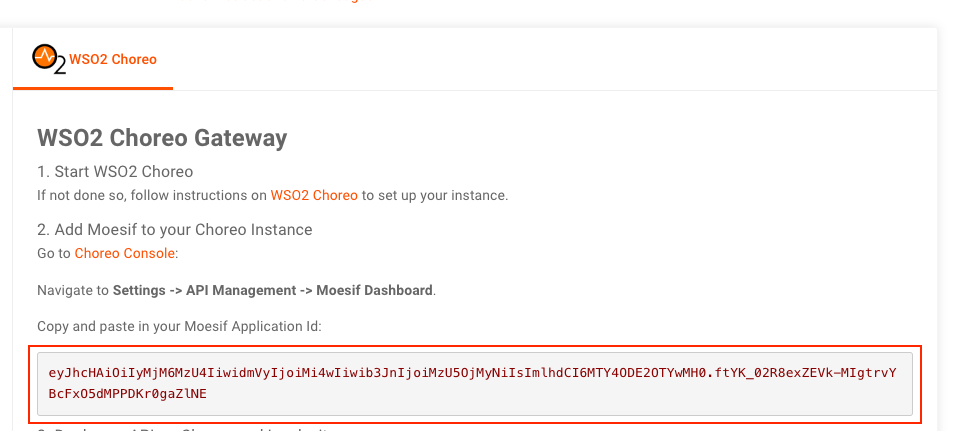 WSO2 Choreo
WSO2 Choreo Gateway
1. Start WSO2 Choreo
If not done so, follow instructions on WSO2 Choreo to set up your instance.
2. Add Moesif to your Choreo Instance
Go to Choreo Console:
Navigate to Settings -> API Management -> Moesif Dashboard.
Copy and paste in your Moesif Application Id:
eyJhcHAiOiIyMjM6MzU4IiwidmVyIjoiMi4wIiwib3JnIjoiMzU5OjMyNiIsImlhdCI6MTY4ODE2OTYwMH0.ftYK_02R8exZEVk-MIgtrvY
BcFxO5dMPPDKr0gaZlNE